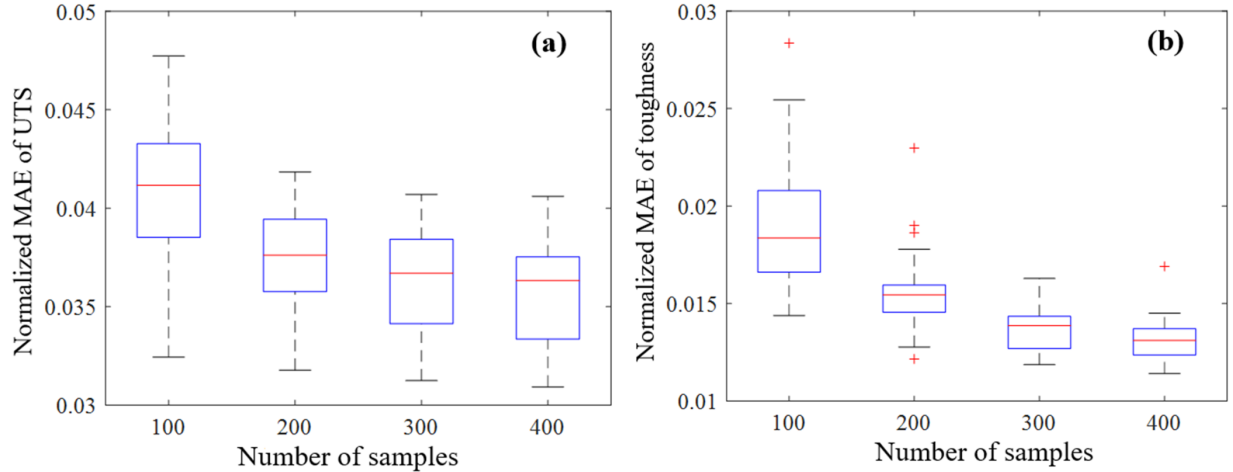 0.05
0.045
0.04
0.035
0.03
Normalized MAE of UTS
(a)
100 200 300 400
Number of samples
0.03
0.025
0.02
0.015
0.01
Normalized MAE of toughness
(b)
100 200 300 400
Number of samples